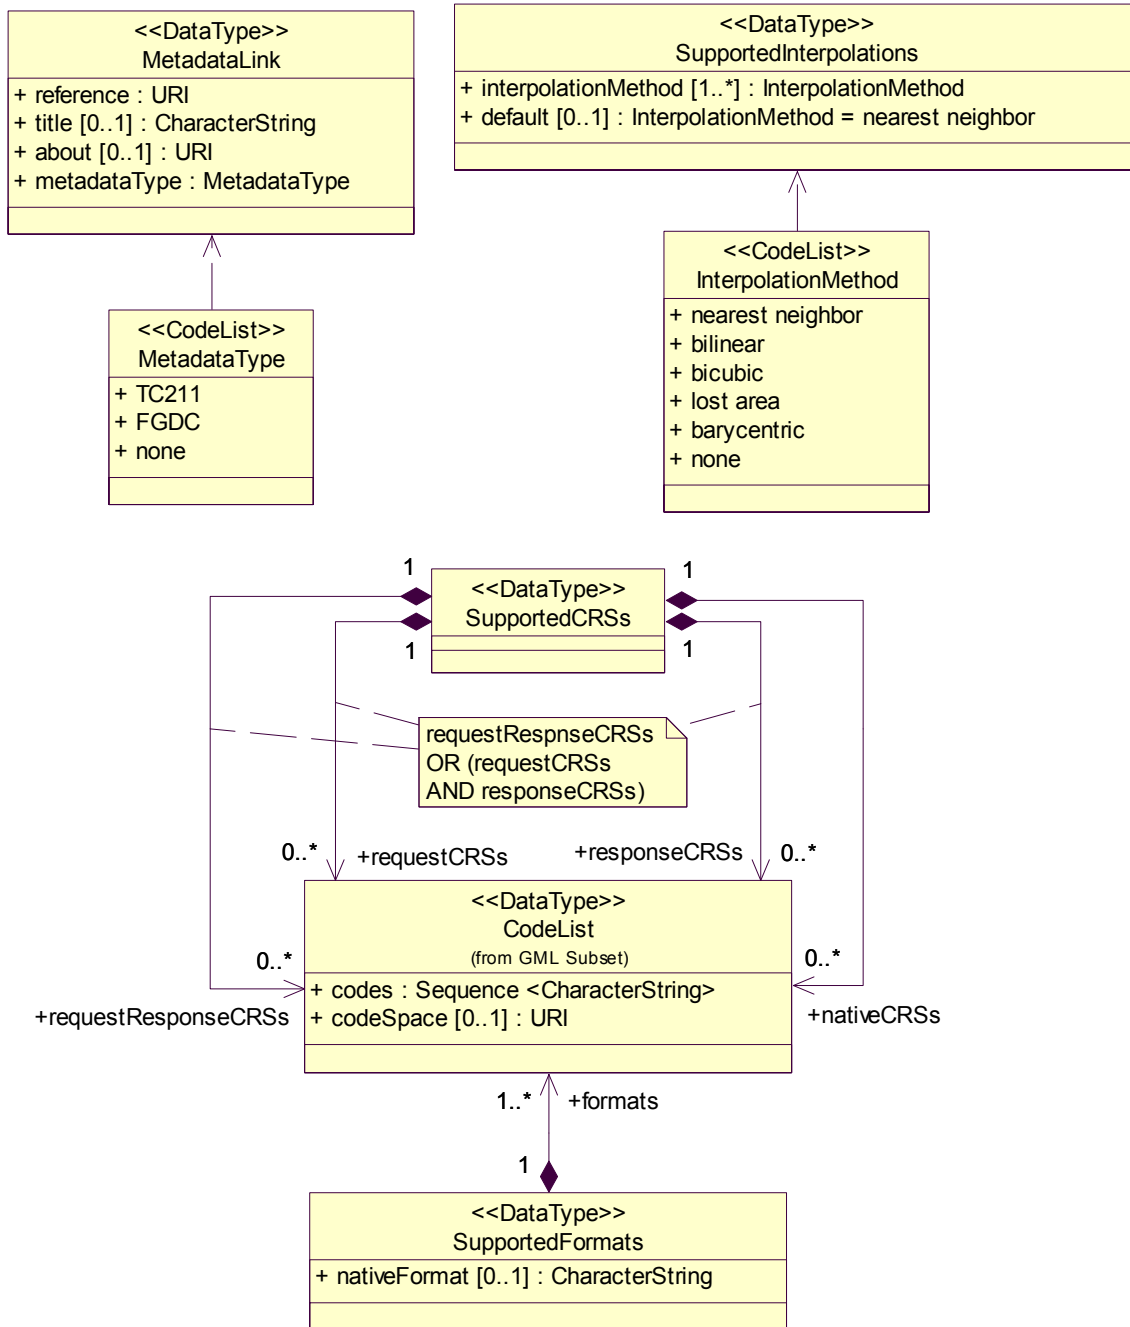 <<DataType>>
MetadataLink
+ reference : URI
+ title [0..1] : CharacterString
+ about [0..1] : URI
+ metadataType : MetadataType
<<DataType>>
SupportedInterpolations
+ interpolationMethod [1..*] : InterpolationMethod
+ default [0..1] : InterpolationMethod = nearest neighbor
<<CodeList>>
MetadataType
+ TC211
+ FGDC
+ none
<<CodeList>>
InterpolationMethod
+ nearest neighbor
+ bilinear
+ bicubic
+ lost area
+ barycentric
+ none
1
1
<<DataType>>
SupportedCRSs
1
1
requestRespnseCRSs
OR (requestCRSs
AND responseCRSs)
0..*
+requestCRSs
+responseCRSs
0..*
<<DataType>>
CodeList
(from GML Subset)
+ codes : Sequence <CharacterString>
+ codeSpace [0..1] : URI
0..*
+requestResponseCRSs
0..*
+nativeCRSs
1..*
+formats
1
<<DataType>>
SupportedFormats
+ nativeFormat [0..1] : CharacterString